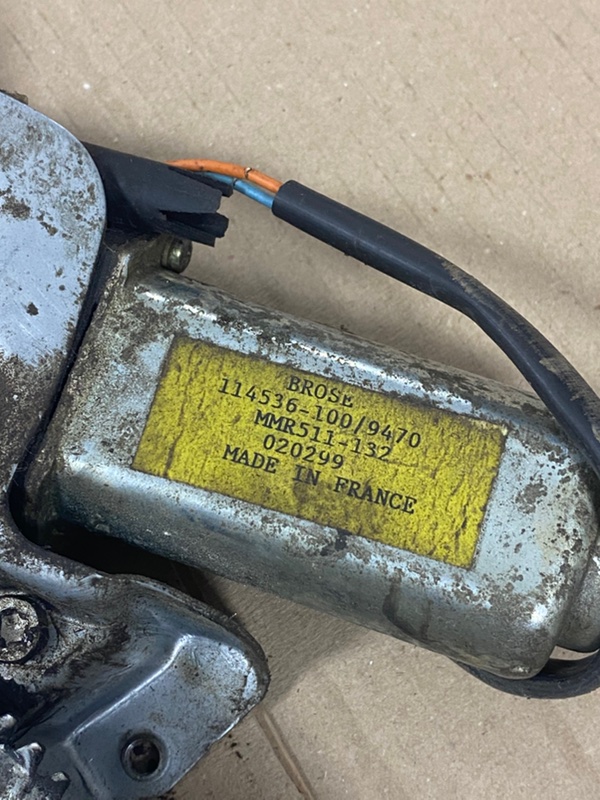 BROSE
114536-100/9470
MMR511-132
020299
MADE IN FRANCE